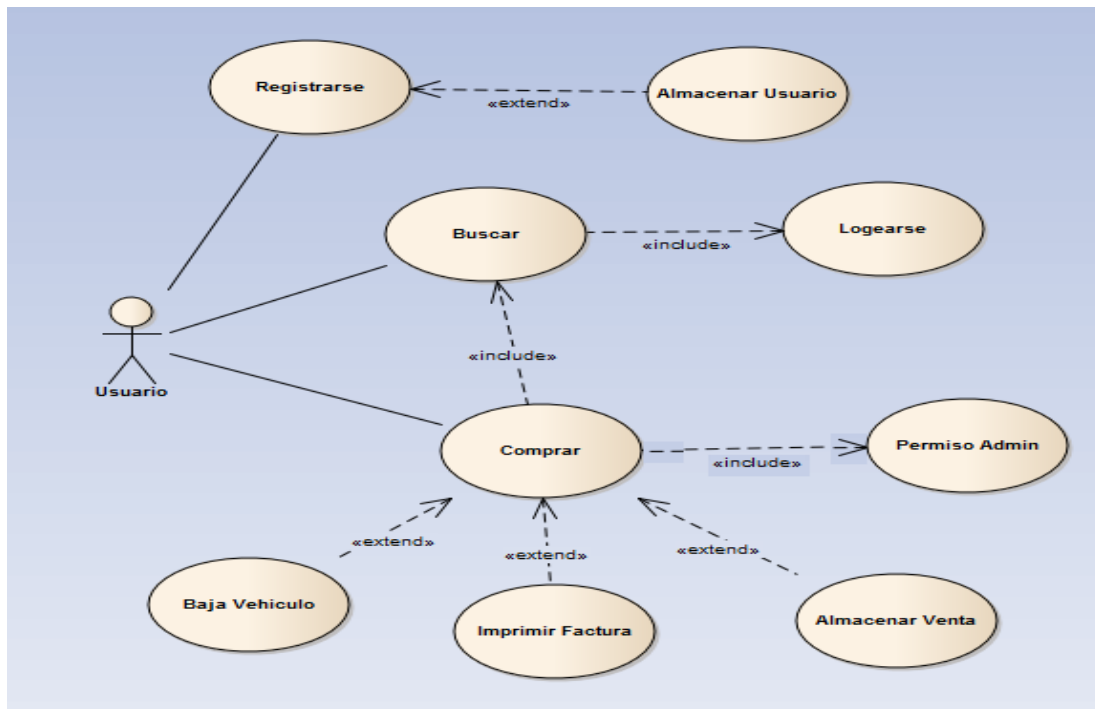 Registrarse
«extend»
Almacenar Usuario
Buscar
«include»
Logearse
«include»
Usuario
Comprar
«include»
Permiso Admin
«extend»
«extend»
«extend»
Baja Vehiculo
Imprimir Factura
Almacenar Venta